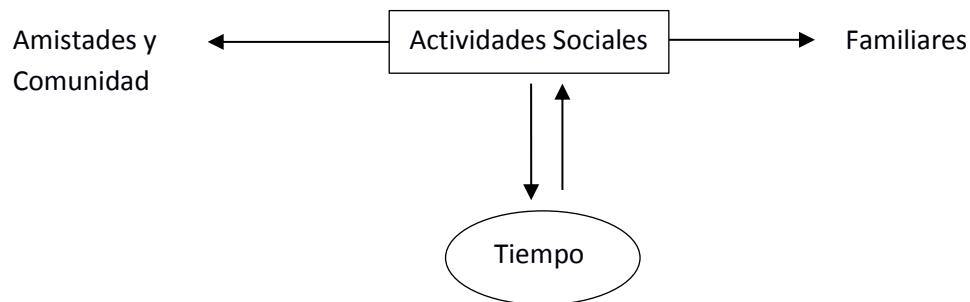 Amistades y
Comunidad
Actividades Sociales
Familiares
Tiempo